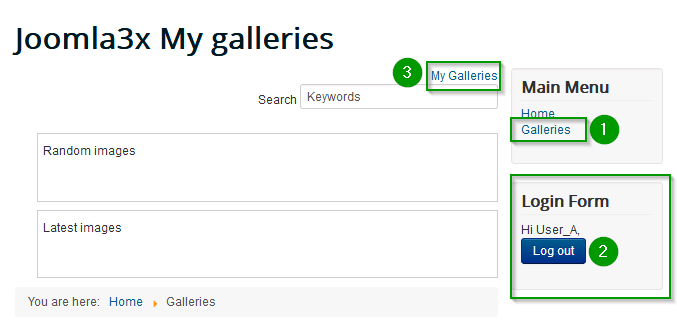 Joomla3x My galleries
3
My Galleries
Search Keywords
Random images
Latest images
You are here: Home Galleries
Main Menu
Home
Galleries
1
Login Form
Hi User_A,
Log out
2